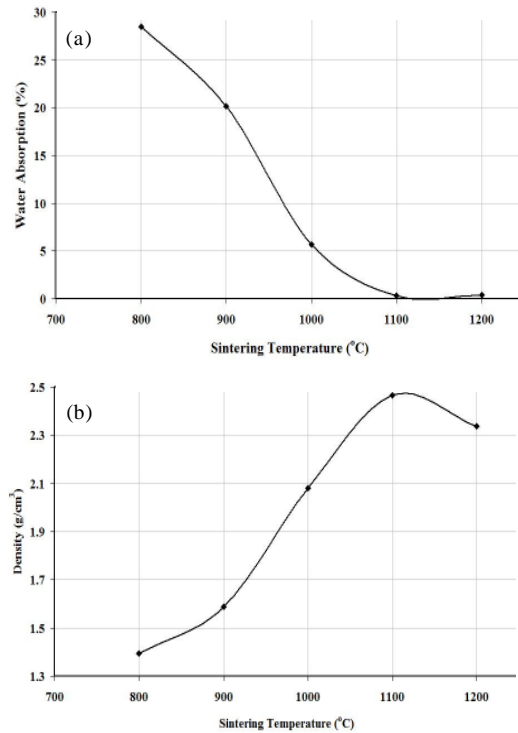 (a)
Water Absorption (%)
30
25
20
15
10
5
0
700 800 900 1000 1100 1200
Sintering Temperature (°C)
(b)
Density (g/cm³)
2.5
2.3
2.1
1.9
1.7
1.5
1.3
700 800 900 1000 1100 1200
Sintering Temperature (°C)